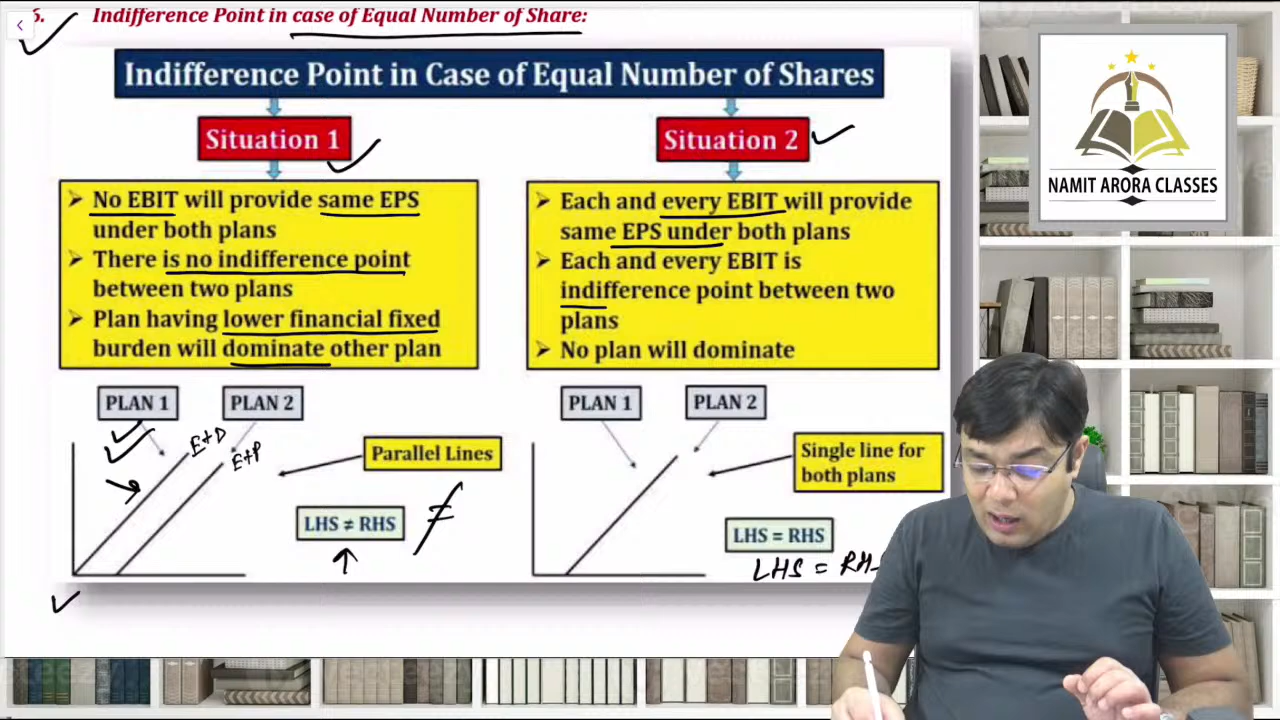 6. Indifference Point in case of Equal Number of Share:
Indifference Point in Case of Equal Number of Shares
Situation 1
➢ No EBIT will provide same EPS
under both plans
➢ There is no indifference point
between two plans
➢ Plan having lower financial fixed
burden will dominate other plan
PLAN 1
PLAN 2
E+D
E+P
Parallel Lines
LHS ≠ RHS
≠
Situation 2
➢ Each and every EBIT will provide
same EPS under both plans
➢ Each and every EBIT is
indifference point between two
plans
➢ No plan will dominate
PLAN 1
PLAN 2
Single line for
both plans
LHS = RHS
LHS =
NAMIT ARORA CLASSES